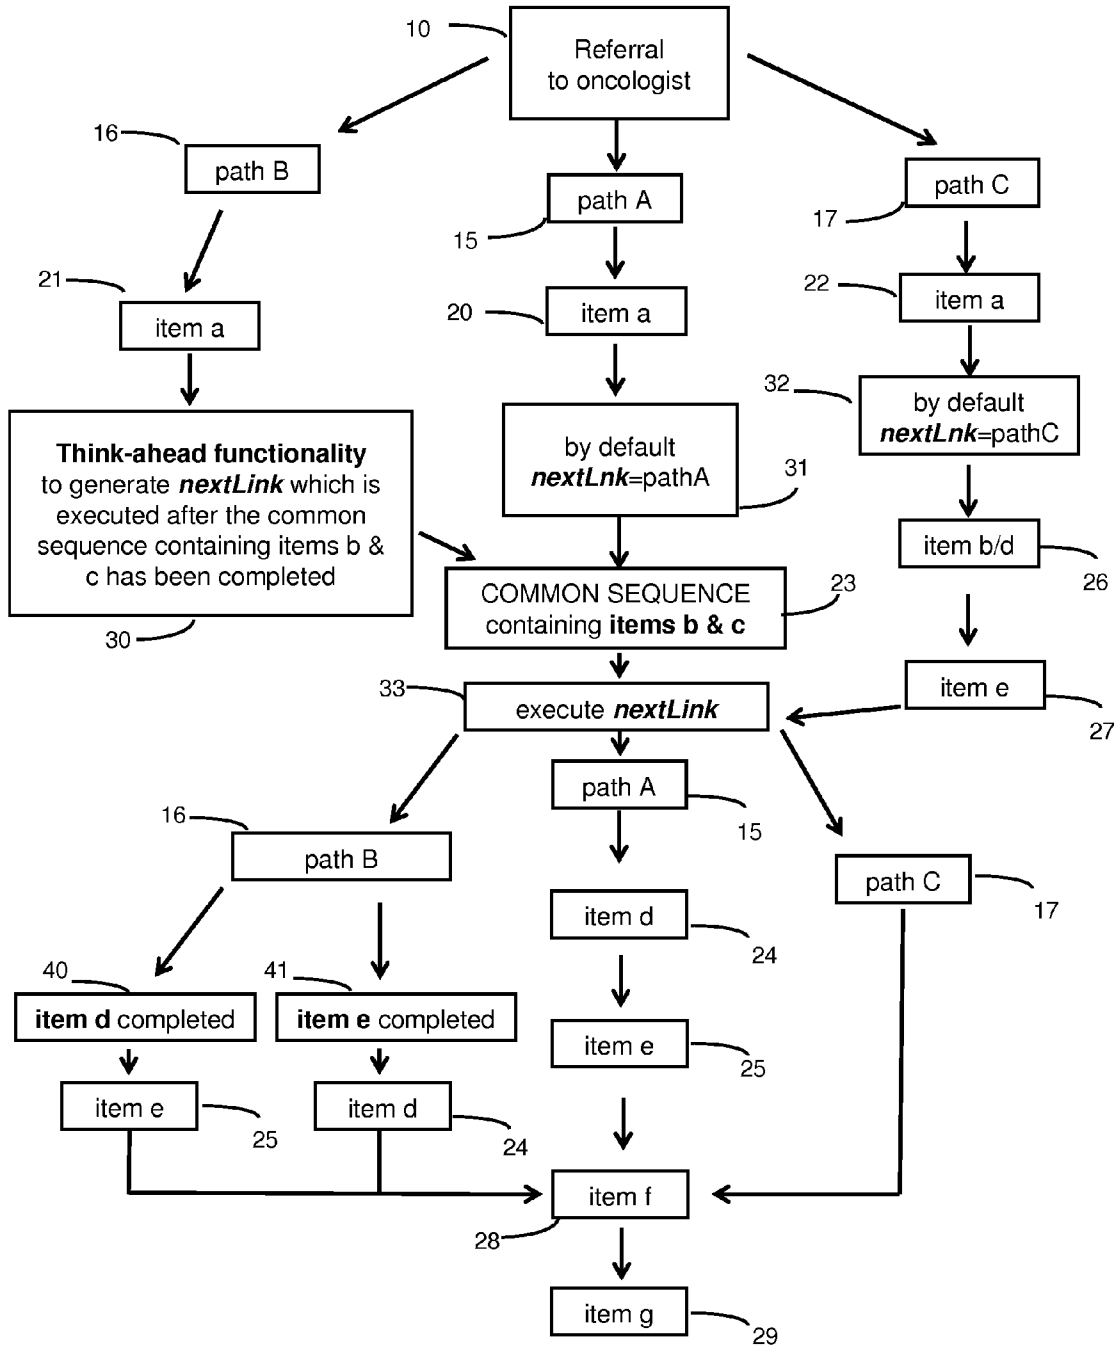 10
Referral
to oncologist
16
path B
path A
15
path C
17
21
item a
20
item a
22
item a
Think-ahead functionality
to generate nextLink which is
executed after the common
sequence containing items b &
c has been completed
30
by default
nextLnk=pathA
31
32
by default
nextLnk=pathC
item b/d
26
COMMON SEQUENCE
containing items b & c
23
item e
27
33
execute nextLink
path A
15
16
path B
path C
17
item d
24
40
item d completed
41
item e completed
item e
25
item e
25
item d
24
item f
28
item g
29